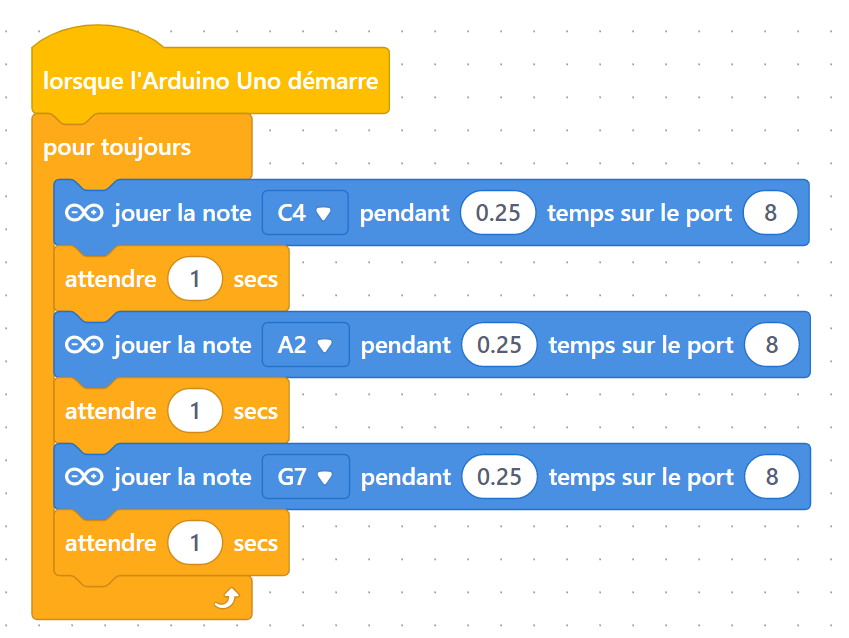 lorsque l'Arduino Uno démarre
pour toujours
jouer la note C4 pendant 0.25 temps sur le port 8
attendre 1 secs
jouer la note A2 pendant 0.25 temps sur le port 8
attendre 1 secs
jouer la note G7 pendant 0.25 temps sur le port 8
attendre 1 secs